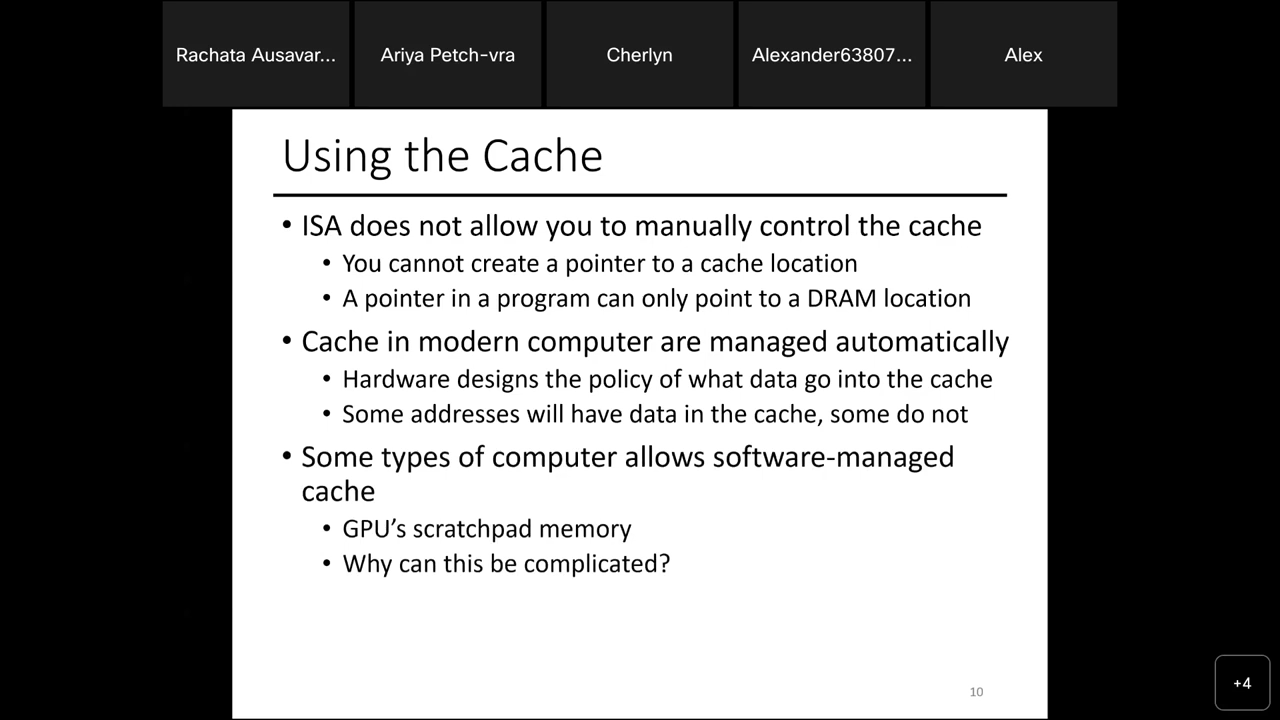 Rachata Ausavar...
Ariya Petch-vra
Cherlyn
Alexander63807...
Alex
Using the Cache
• ISA does not allow you to manually control the cache
• You cannot create a pointer to a cache location
• A pointer in a program can only point to a DRAM location
• Cache in modern computer are managed automatically
• Hardware designs the policy of what data go into the cache
• Some addresses will have data in the cache, some do not
• Some types of computer allows software-managed
cache
• GPU’s scratchpad memory
• Why can this be complicated?
10
+4